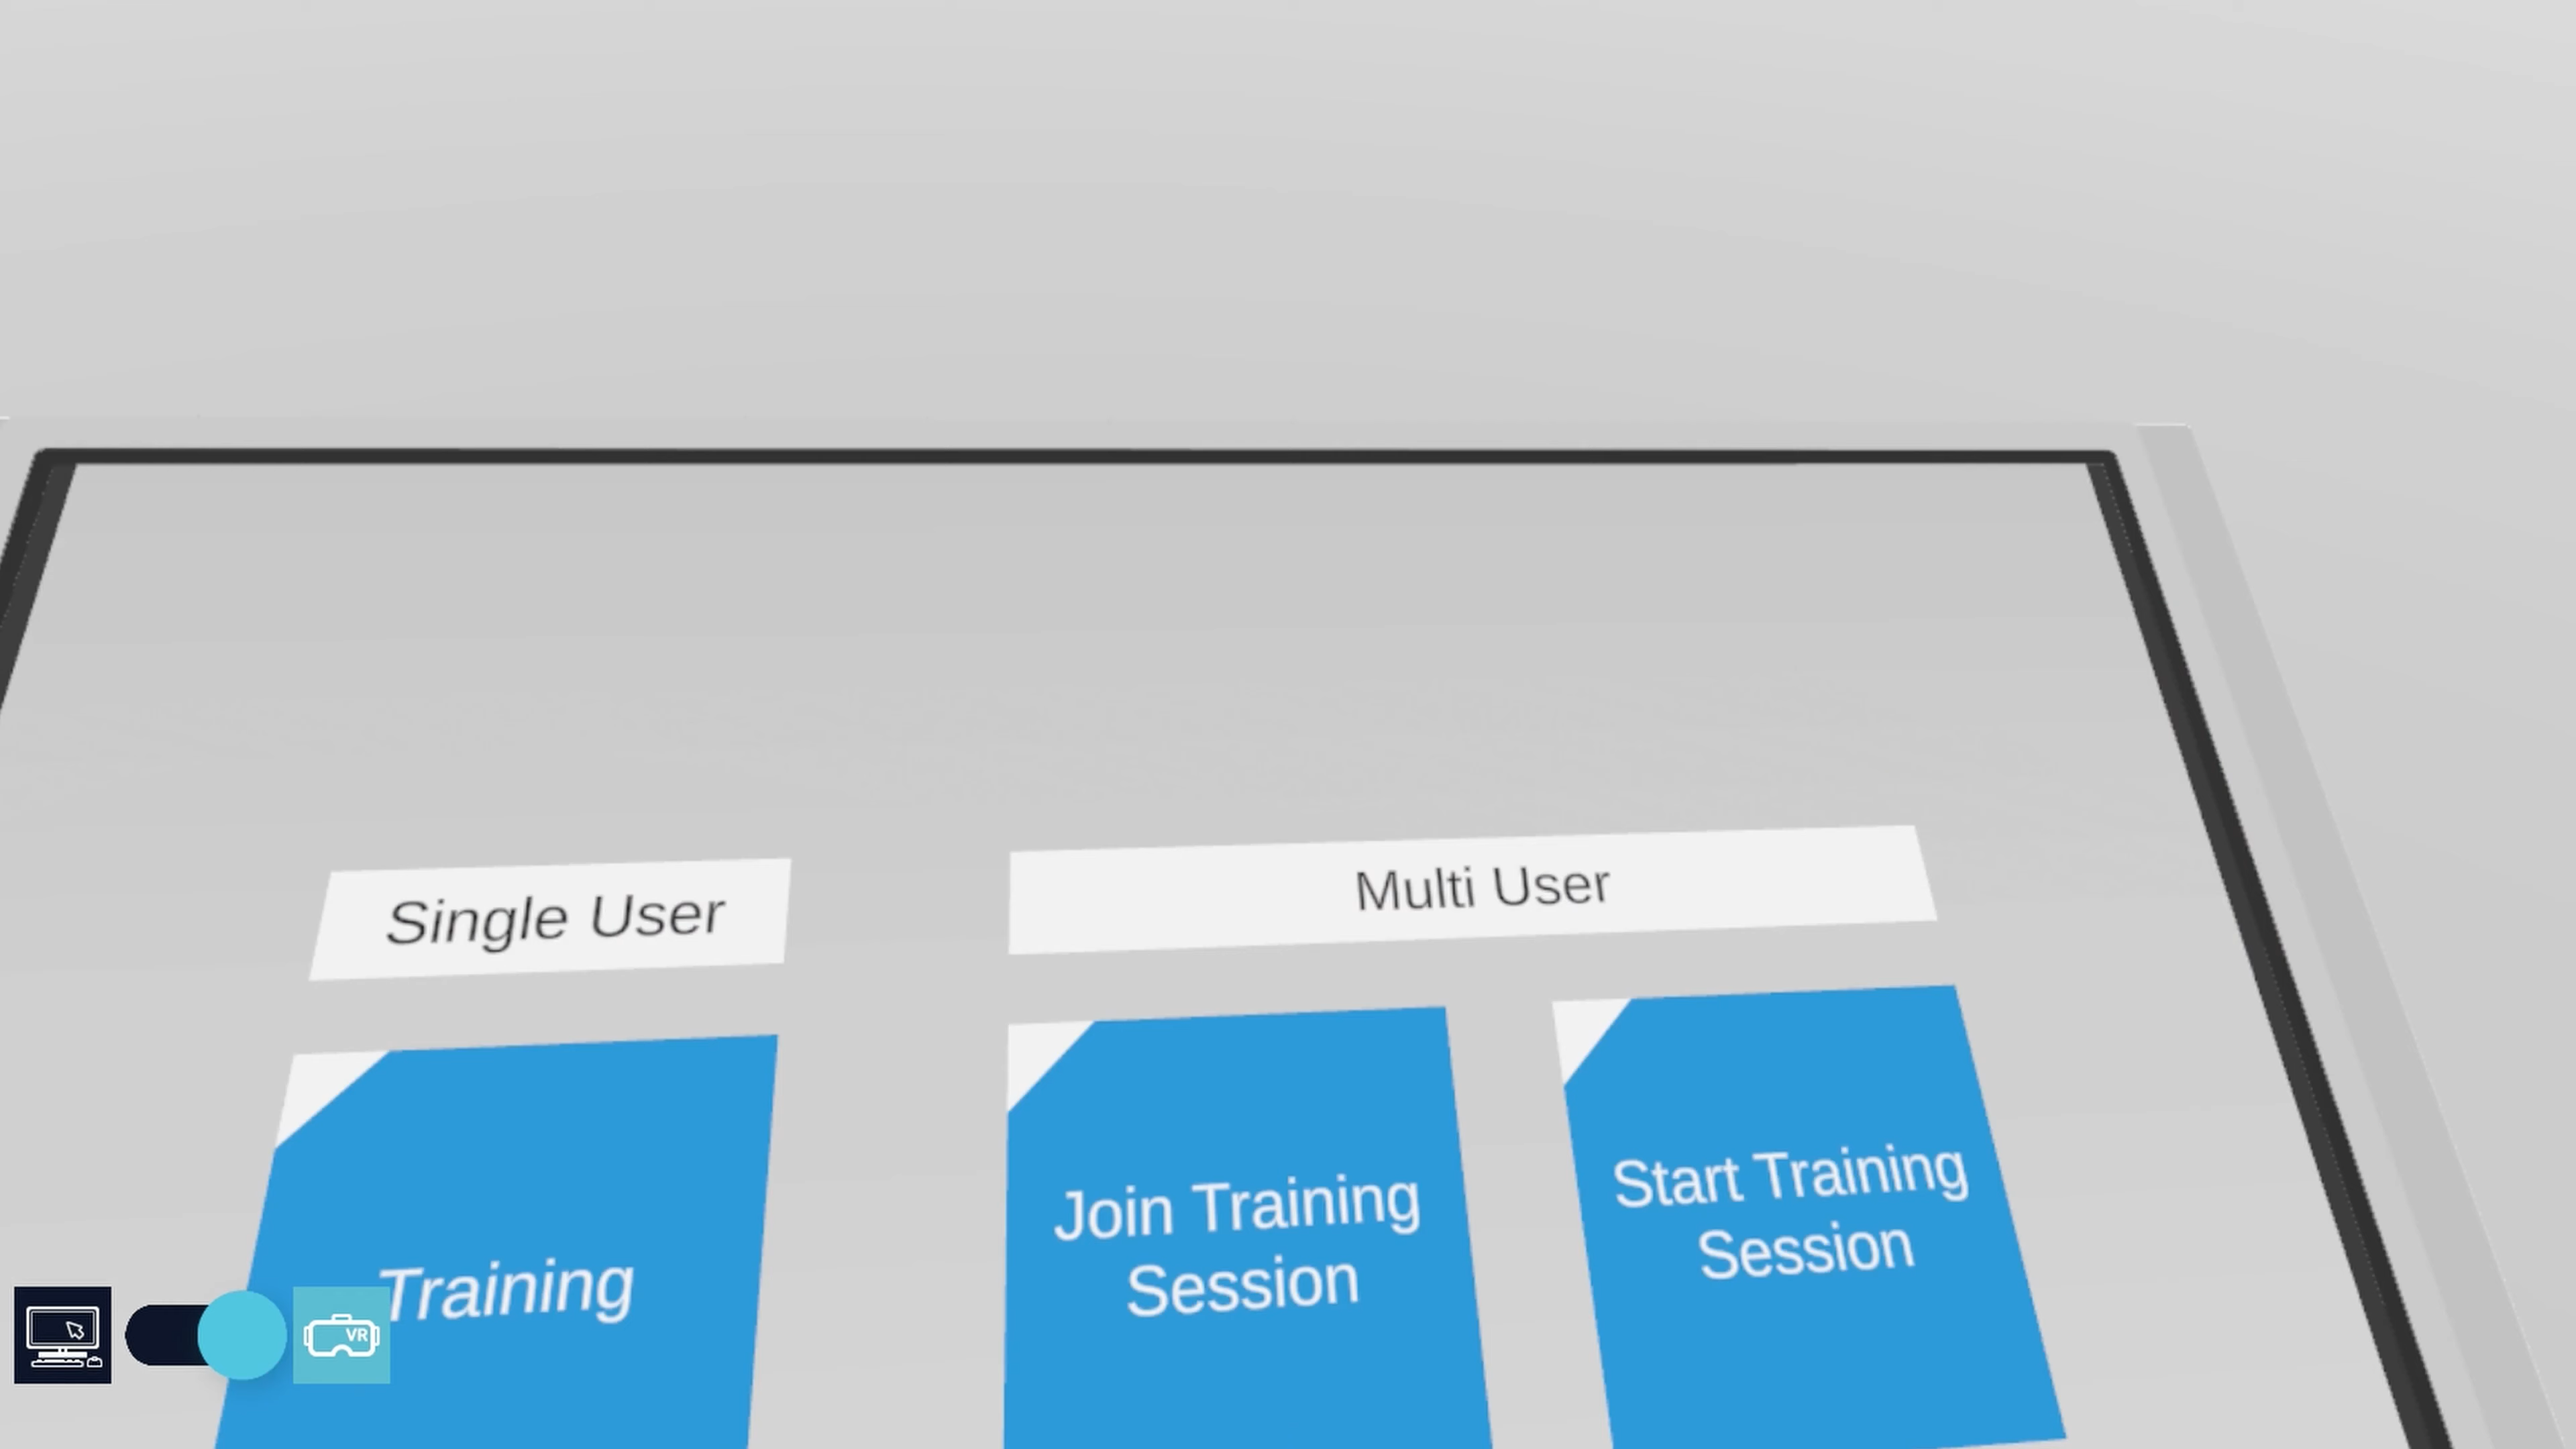 Single User
Multi User
Training
Join Training
Session
Start Training
Session
VR